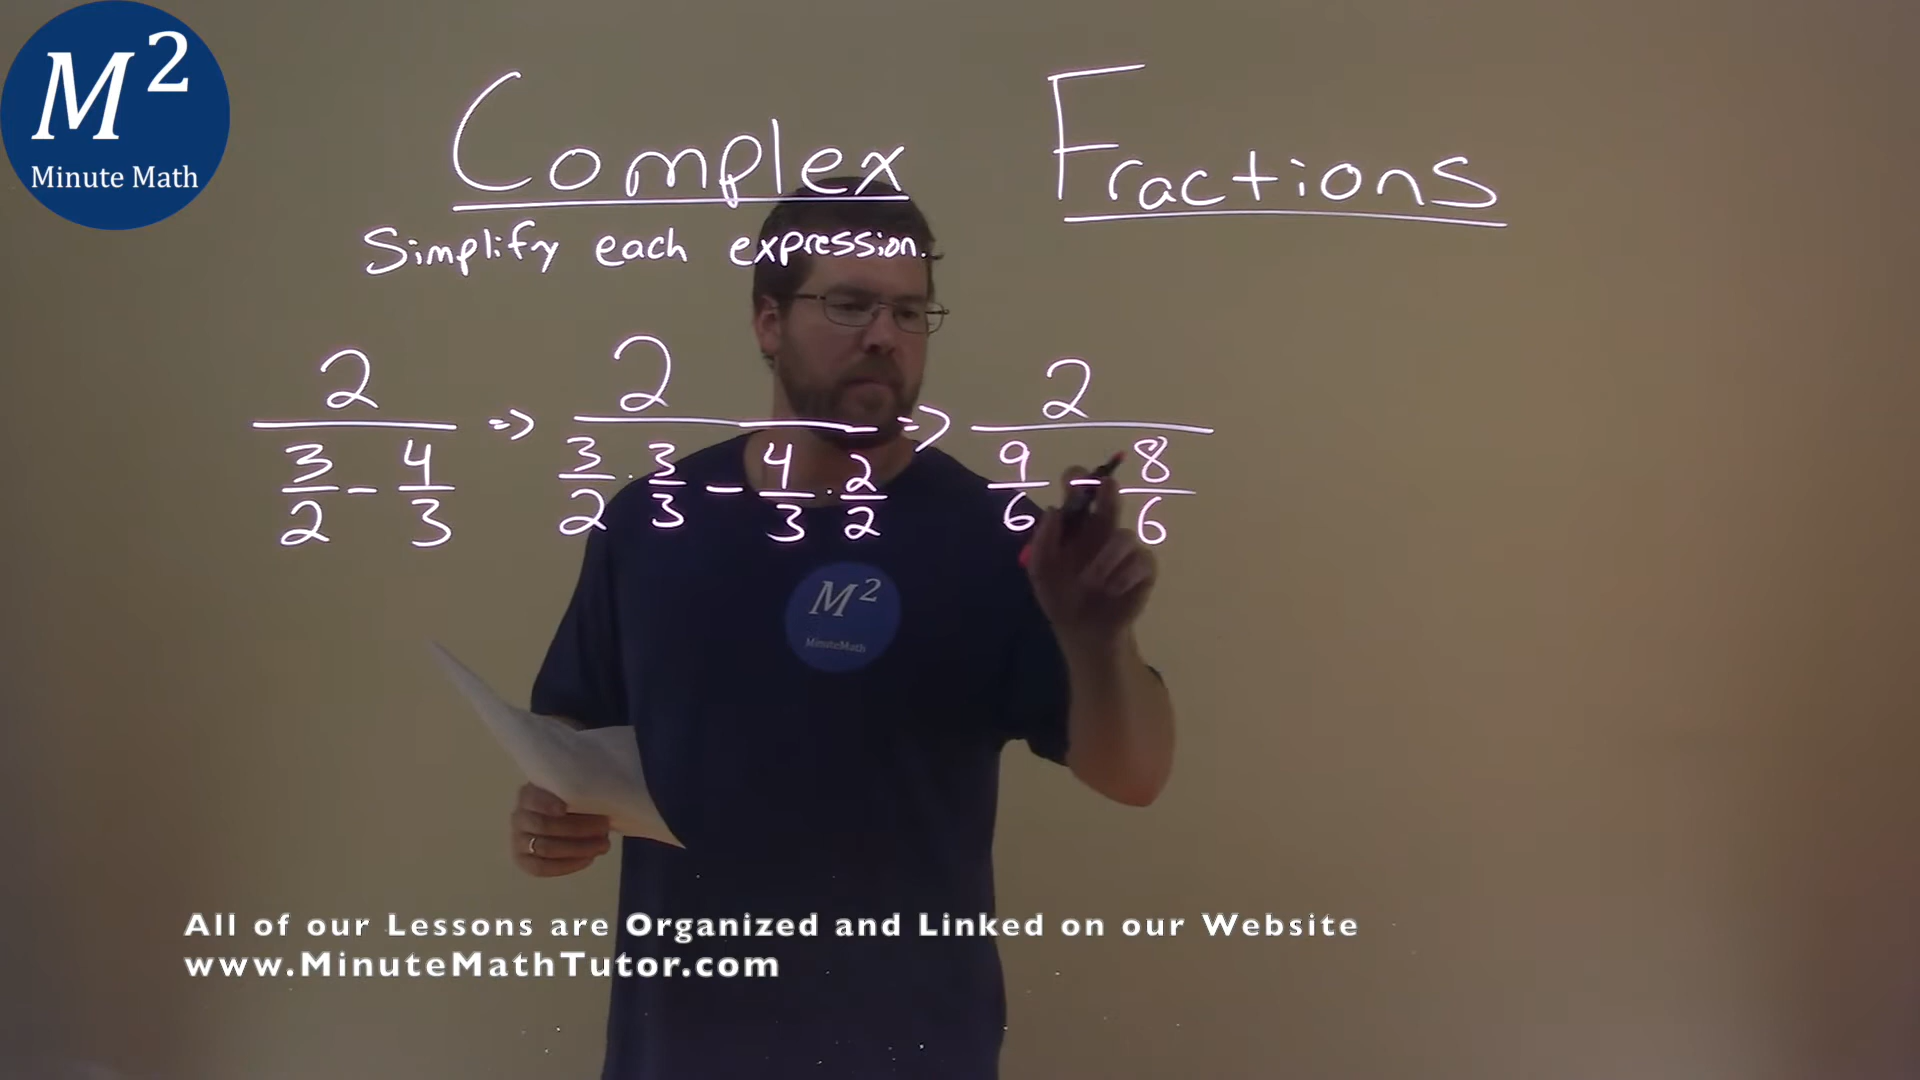 M²
Minute Math
Complex Fractions
Simplify each expression.
2 => 2 => 2
3/2 - 4/3 3/2 · 3/3 - 4/3 · 2/2 9/6 - 8/6
M²
MinuteMath
All of our Lessons are Organized and Linked on our Website
www.MinuteMathTutor.com